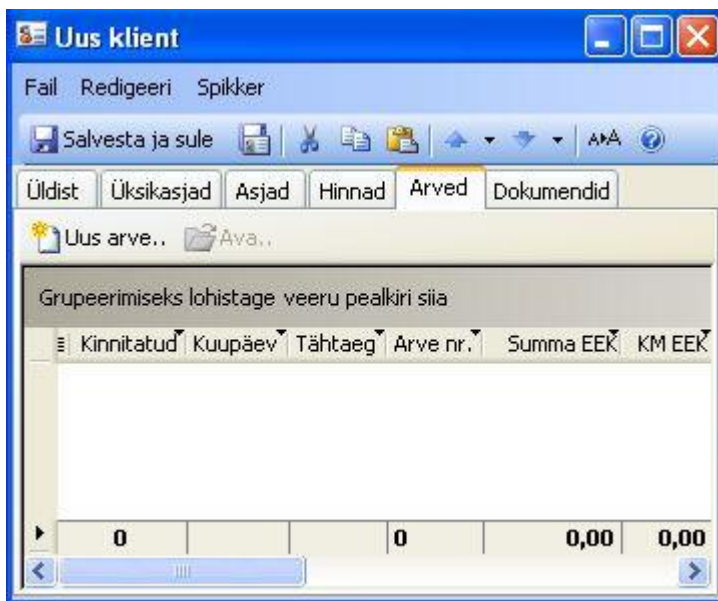 Uus klient
Fail Redigeeri Spikker
Salvesta ja sule A▸A
Üldist Üksikasjad Asjad Hinnad Arved Dokumendid
Uus arve.. Ava..
Grupeerimiseks lohistage veeru pealkiri siia
Kinnitatud Kuupäev Tähtaeg Arve nr. Summa EEK KM EEK
0 0 0,00 0,00